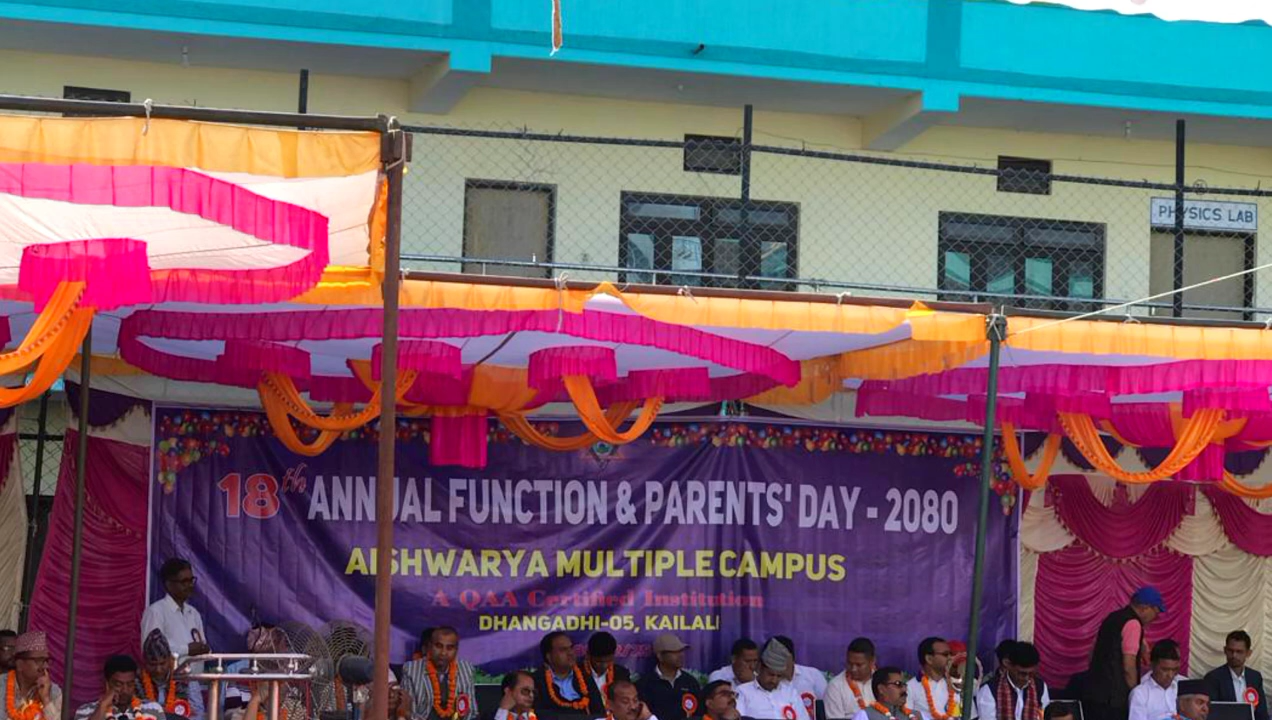 PHYSICS LAB
18th ANNUAL FUNCTION & PARENTS' DAY - 2080
AISHWARYA MULTIPLE CAMPUS
A QAA Certified Institution
DHANGADHI-05, KAILALI